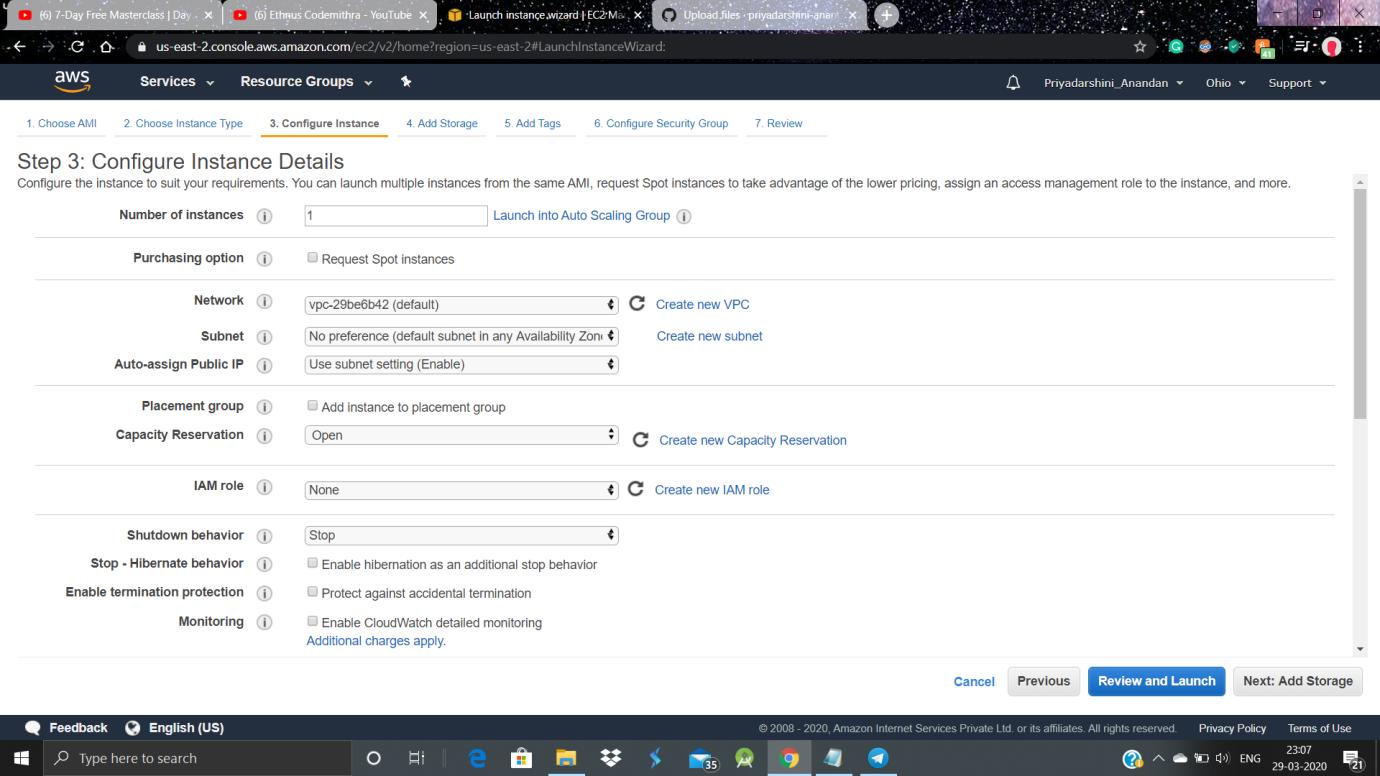 (6) 7-Day Free Masterclass | Day
(6) Ethnus Codemithra - YouTube
Launch instance wizard | EC2 Ma
Upload files · priyadarshini-anant
us-east-2.console.aws.amazon.com/ec2/v2/home?region=us-east-2#LaunchInstanceWizard:
41
aws
Services
Resource Groups
Priyadarshini_Anandan
Ohio
Support
1. Choose AMI
2. Choose Instance Type
3. Configure Instance
4. Add Storage
5. Add Tags
6. Configure Security Group
7. Review
Step 3: Configure Instance Details
Configure the instance to suit your requirements. You can launch multiple instances from the same AMI, request Spot instances to take advantage of the lower pricing, assign an access management role to the instance, and more.
Number of instances i 1 Launch into Auto Scaling Group i
Purchasing option i Request Spot instances
Network i vpc-29be6b42 (default) Create new VPC
Subnet i No preference (default subnet in any Availability Zone Create new subnet
Auto-assign Public IP i Use subnet setting (Enable)
Placement group i Add instance to placement group
Capacity Reservation i Open Create new Capacity Reservation
IAM role i None Create new IAM role
Shutdown behavior i Stop
Stop - Hibernate behavior i Enable hibernation as an additional stop behavior
Enable termination protection i Protect against accidental termination
Monitoring i Enable CloudWatch detailed monitoring
Additional charges apply.
Cancel
Previous
Review and Launch
Next: Add Storage
Feedback
English (US)
© 2008 - 2020, Amazon Internet Services Private Ltd. or its affiliates. All rights reserved.
Privacy Policy
Terms of Use
Type here to search
35
ENG
23:07
29-03-2020
21